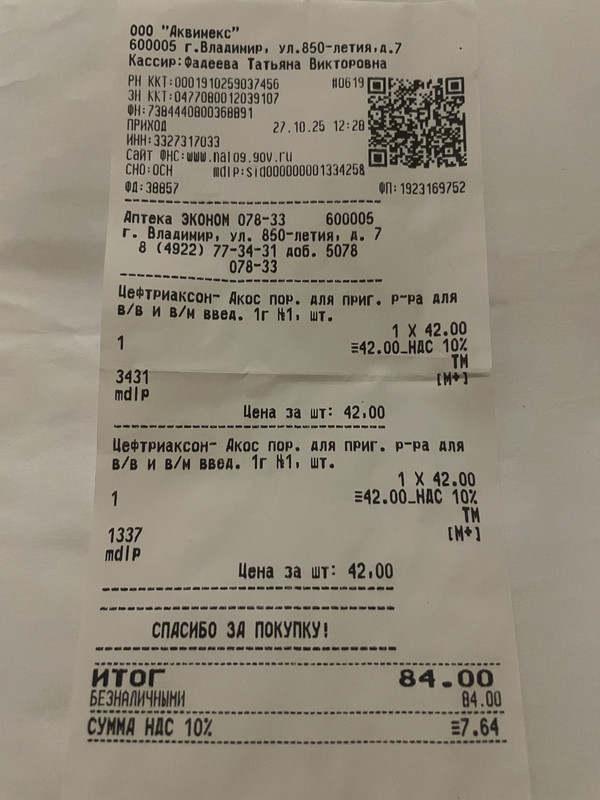 ООО "Аквимекс"
600005 г.Владимир, ул.850-летия,д.7
Кассир:Фадеева Татьяна Викторовна
РН ККТ:0001910259037456 #0619
ЗН ККТ:0477080012039107
ФН:7384440800368891
ПРИХОД 27.10.25 12:28
ИНН:3327317033
Сайт ФНС:www.nalog.gov.ru
СНО:ОСН mdlp:sid0000000013342​58
ФД:38857 ФП:1923169752
Аптека ЭКОНОМ 078-33 600005
г. Владимир, ул. 850-летия, д. 7
8 (4922) 77-34-31 доб. 5078
078-33
Цефтриаксон- Акос пор. для приг. р-ра для
в/в и в/м введ. 1г №1, шт.
1 X 42.00
1 ≡42.00_НДС 10%
ТМ
3431 [М+]
mdlp
Цена за шт: 42,00
Цефтриаксон- Акос пор. для приг. р-ра для
в/в и в/м введ. 1г №1, шт.
1 X 42.00
1 ≡42.00_НДС 10%
ТМ
1337 [М+]
mdlp
Цена за шт: 42,00
СПАСИБО ЗА ПОКУПКУ!
ИТОГ 84.00
БЕЗНАЛИЧНЫМИ 84.00
СУММА НДС 10% ≡7.64